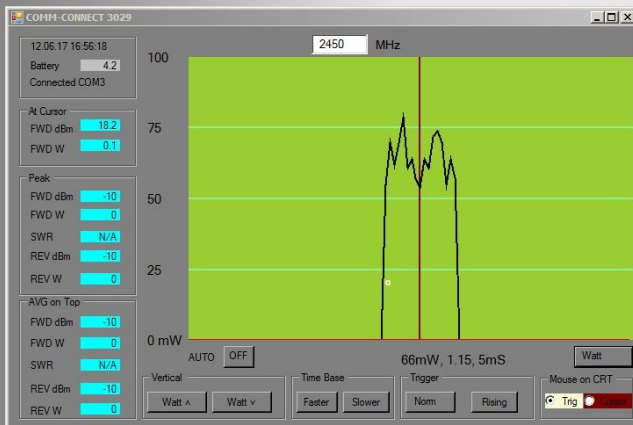 COMM-CONNECT 3029
12.06.17 16:56:18
Battery 4.2
Connected COM3
At Cursor
FWD dBm 18.2
FWD W 0.1
Peak
FWD dBm -10
FWD W 0
SWR N/A
REV dBm -10
REV W 0
AVG on Top
FWD dBm -10
FWD W 0
SWR N/A
REV dBm -10
REV W 0
2450 MHz
100
75
50
25
0 mW
AUTO OFF
66mW, 1.15, 5mS
Watt
Vertical
Watt ʌ Watt v
Time Base
Faster Slower
Trigger
Norm Rising
Mouse on CRT
Trig Cursor